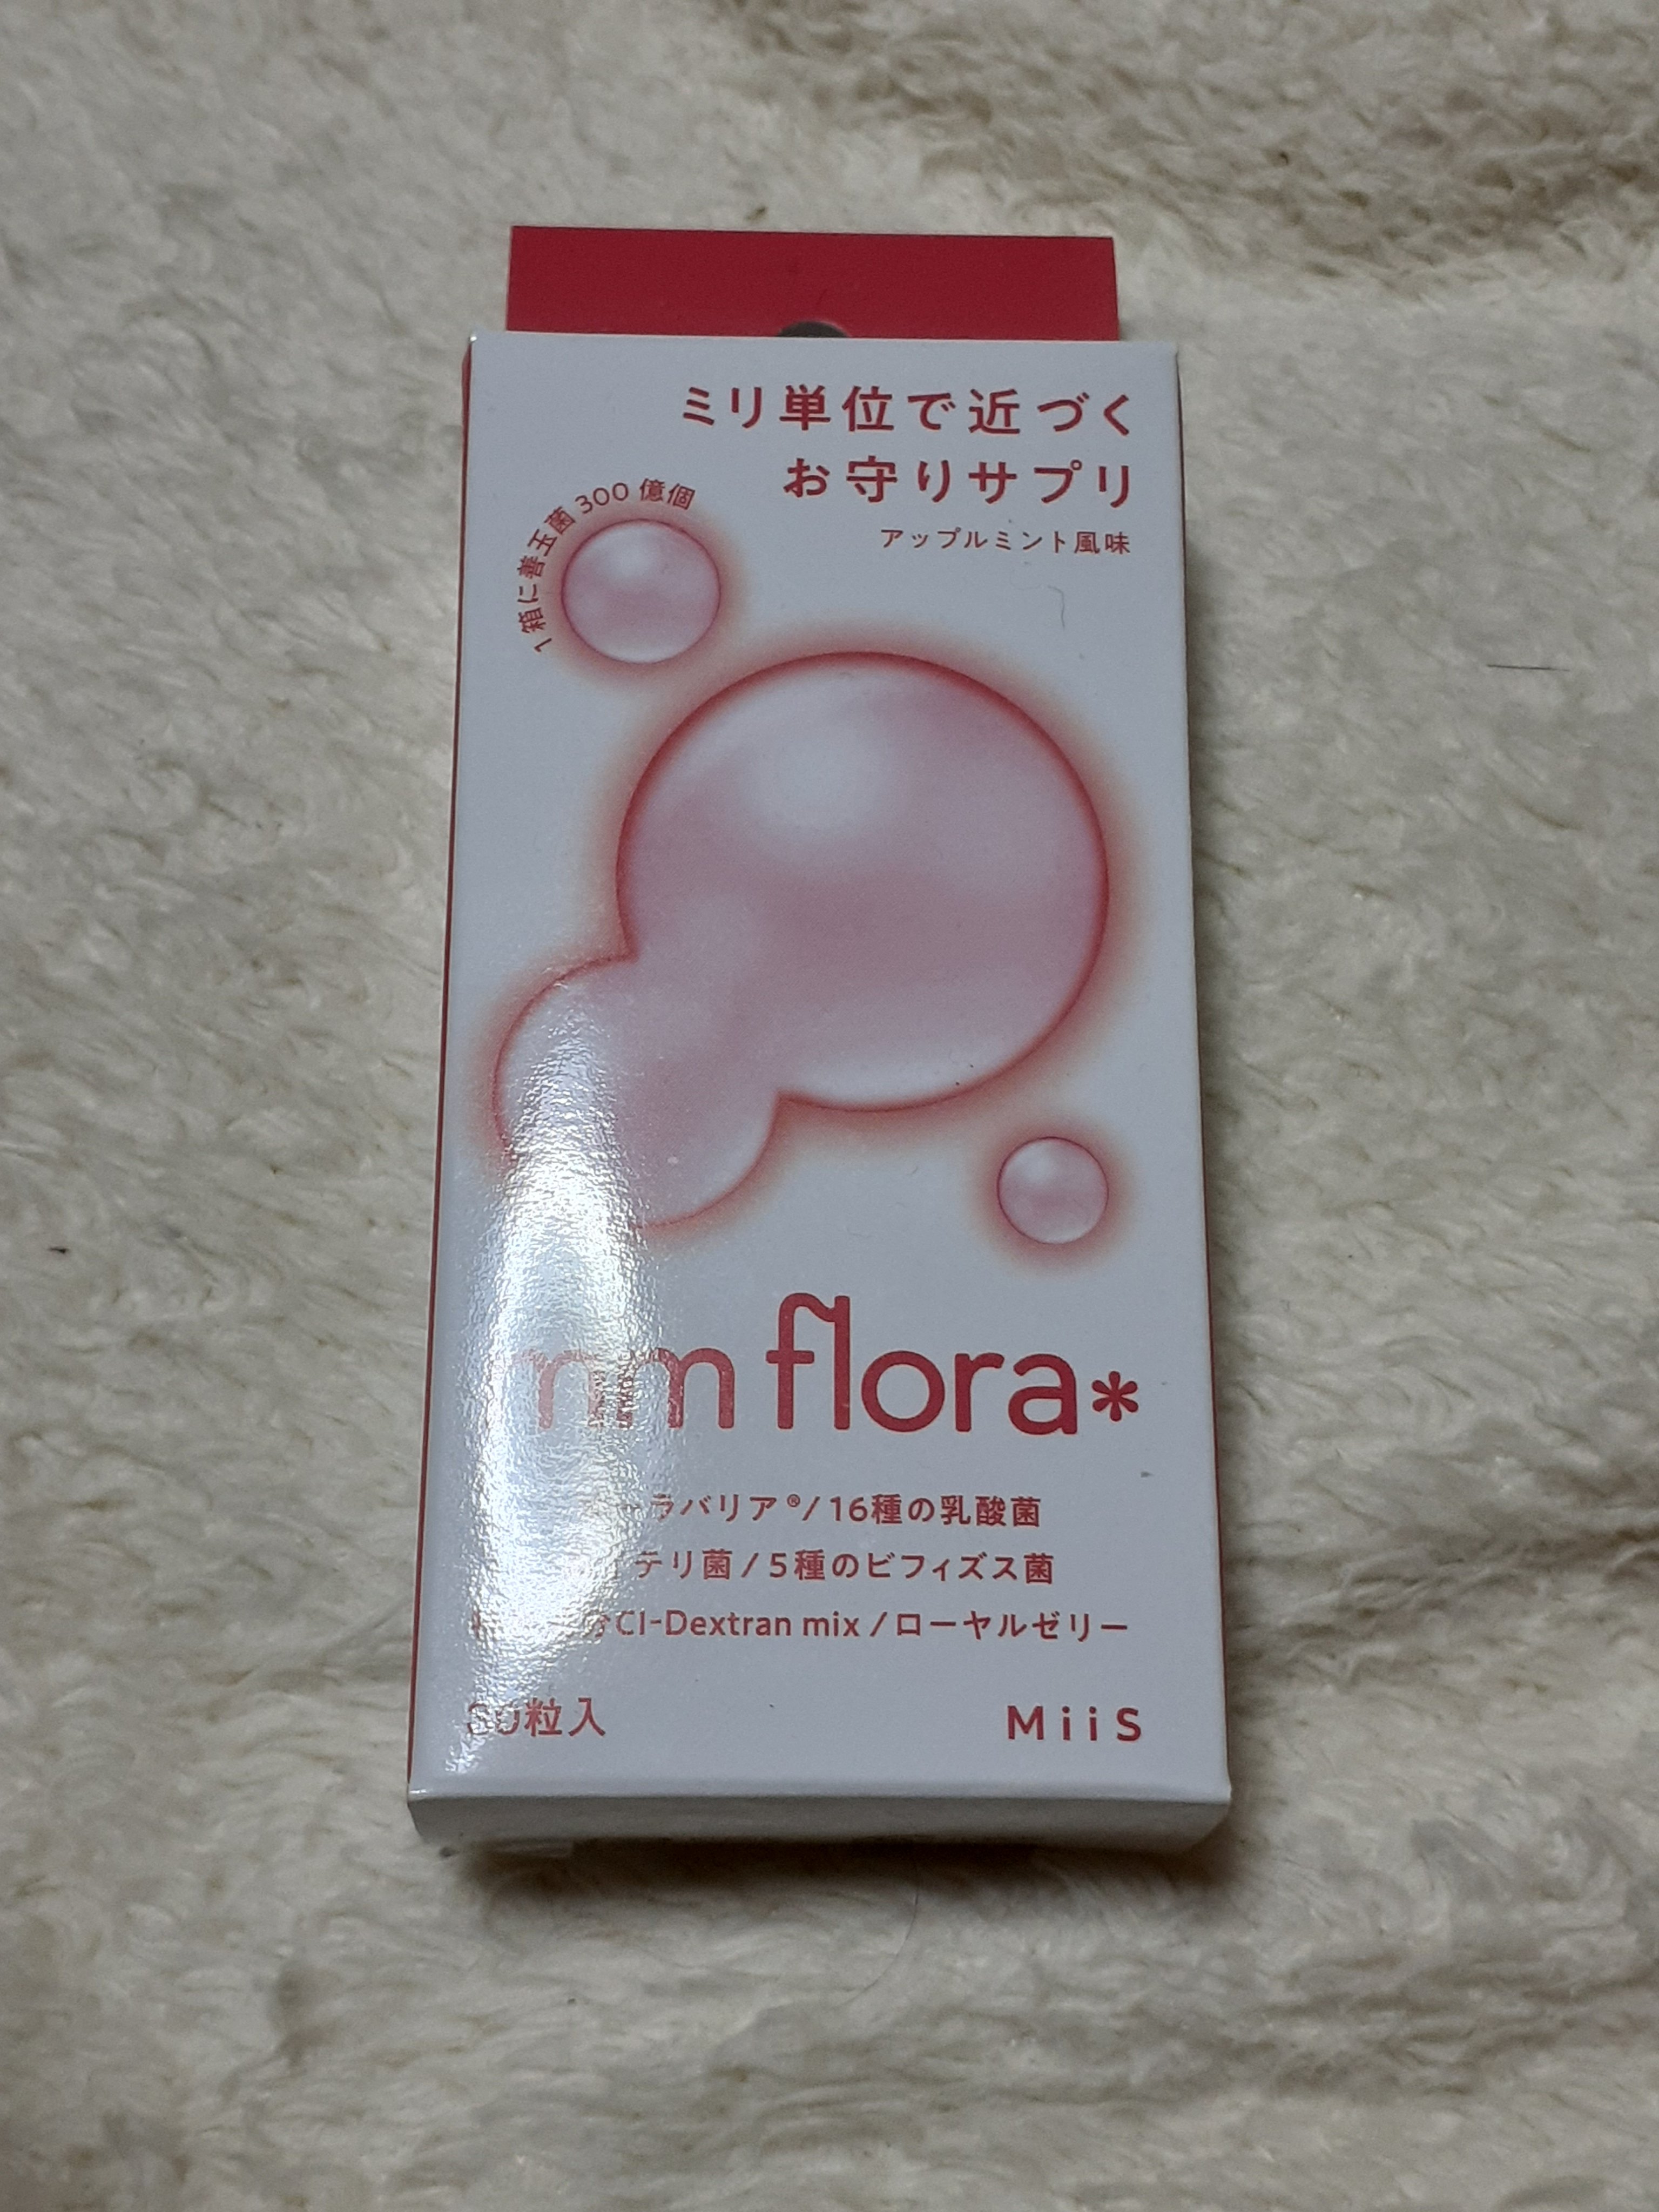 ミリ単位で近づく
お守りサプリ
アップルミント風味
1箱に善玉菌300億個
nm flora*
ラバリア®/16種の乳酸菌
テリ菌/5種のビフィズス菌
CI-Dextran mix/ローヤルゼリー
粒入
MiiS